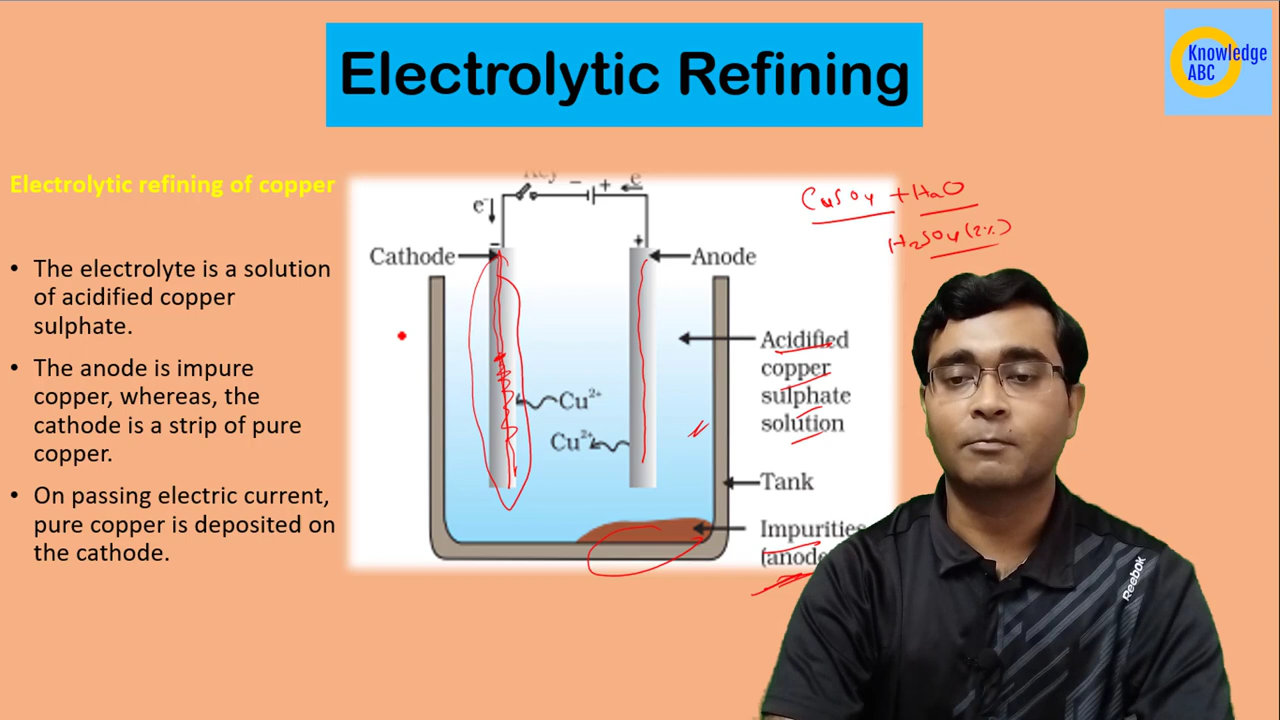 Electrolytic Refining
Knowledge
ABC
Electrolytic refining of copper
• The electrolyte is a solution
of acidified copper
sulphate.
• The anode is impure
copper, whereas, the
cathode is a strip of pure
copper.
• On passing electric current,
pure copper is deposited on
the cathode.
Key
− + e
e⁻
− +
Cathode
Anode
Acidified
copper
sulphate
solution
Cu²⁺
Cu²⁺
Tank
Impurities
(anode
CuSO4 + H2O
H2SO4 (2%)
Reebok